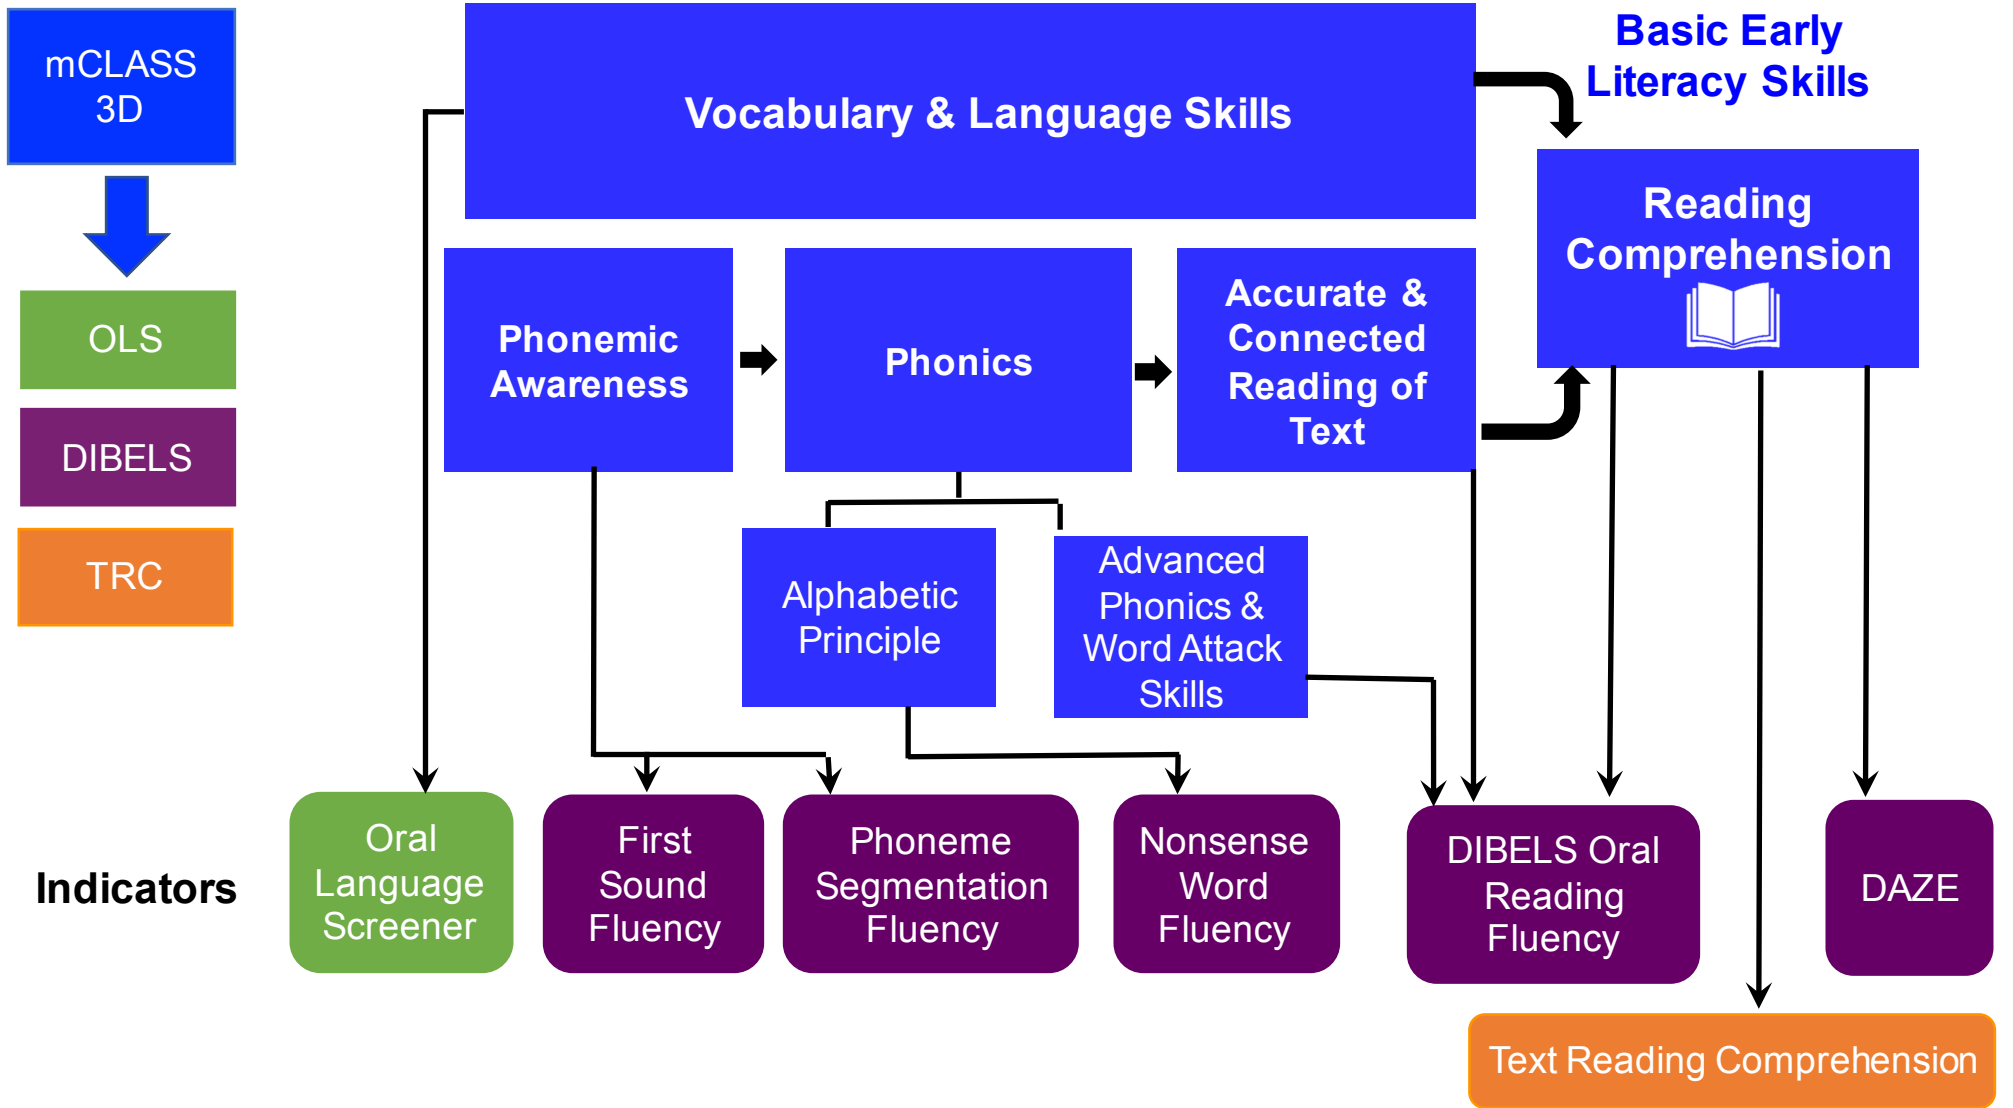 mCLASS
3D
OLS
DIBELS
TRC
Vocabulary & Language Skills
Basic Early
Literacy Skills
Reading
Comprehension
Phonemic
Awareness
Phonics
Accurate &
Connected
Reading of
Text
Alphabetic
Principle
Advanced
Phonics &
Word Attack
Skills
Indicators
Oral
Language
Screener
First
Sound
Fluency
Phoneme
Segmentation
Fluency
Nonsense
Word
Fluency
DIBELS Oral
Reading
Fluency
DAZE
Text Reading Comprehension